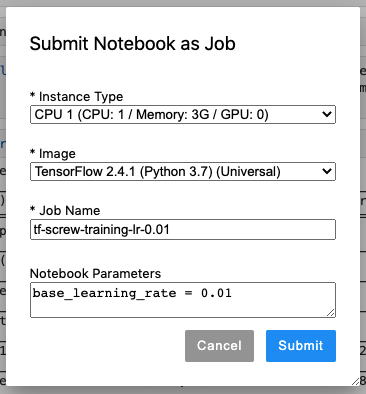 Submit Notebook as Job
* Instance Type
CPU 1 (CPU: 1 / Memory: 3G / GPU: 0)
* Image
TensorFlow 2.4.1 (Python 3.7) (Universal)
* Job Name
tf-screw-training-lr-0.01
Notebook Parameters
base_learning_rate = 0.01
Cancel
Submit